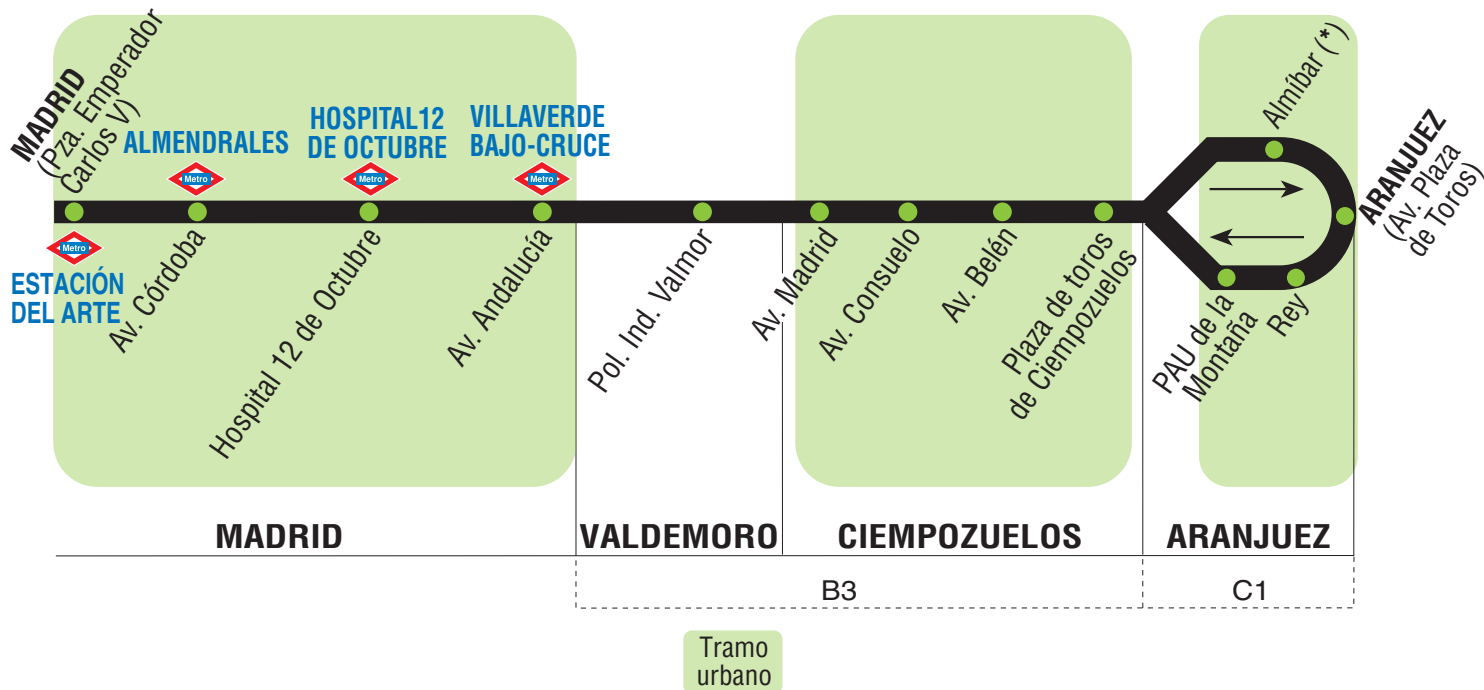 MADRID
(Pza. Emperador
Carlos V)
Metro
ESTACIÓN
DEL ARTE
ALMENDRALES
Metro
Av. Córdoba
HOSPITAL12
DE OCTUBRE
Metro
Hospital 12 de Octubre
VILLAVERDE
BAJO-CRUCE
Metro
Av. Andalucía
Pol. Ind. Valmor
Av. Madrid
Av. Consuelo
Av. Belén
Plaza de toros
de Ciempozuelos
Almíbar (*)
ARANJUEZ
(Av. Plaza
de Toros)
PAU de la
Montaña
Rey
MADRID
VALDEMORO
CIEMPOZUELOS
ARANJUEZ
B3
C1
Tramo
urbano